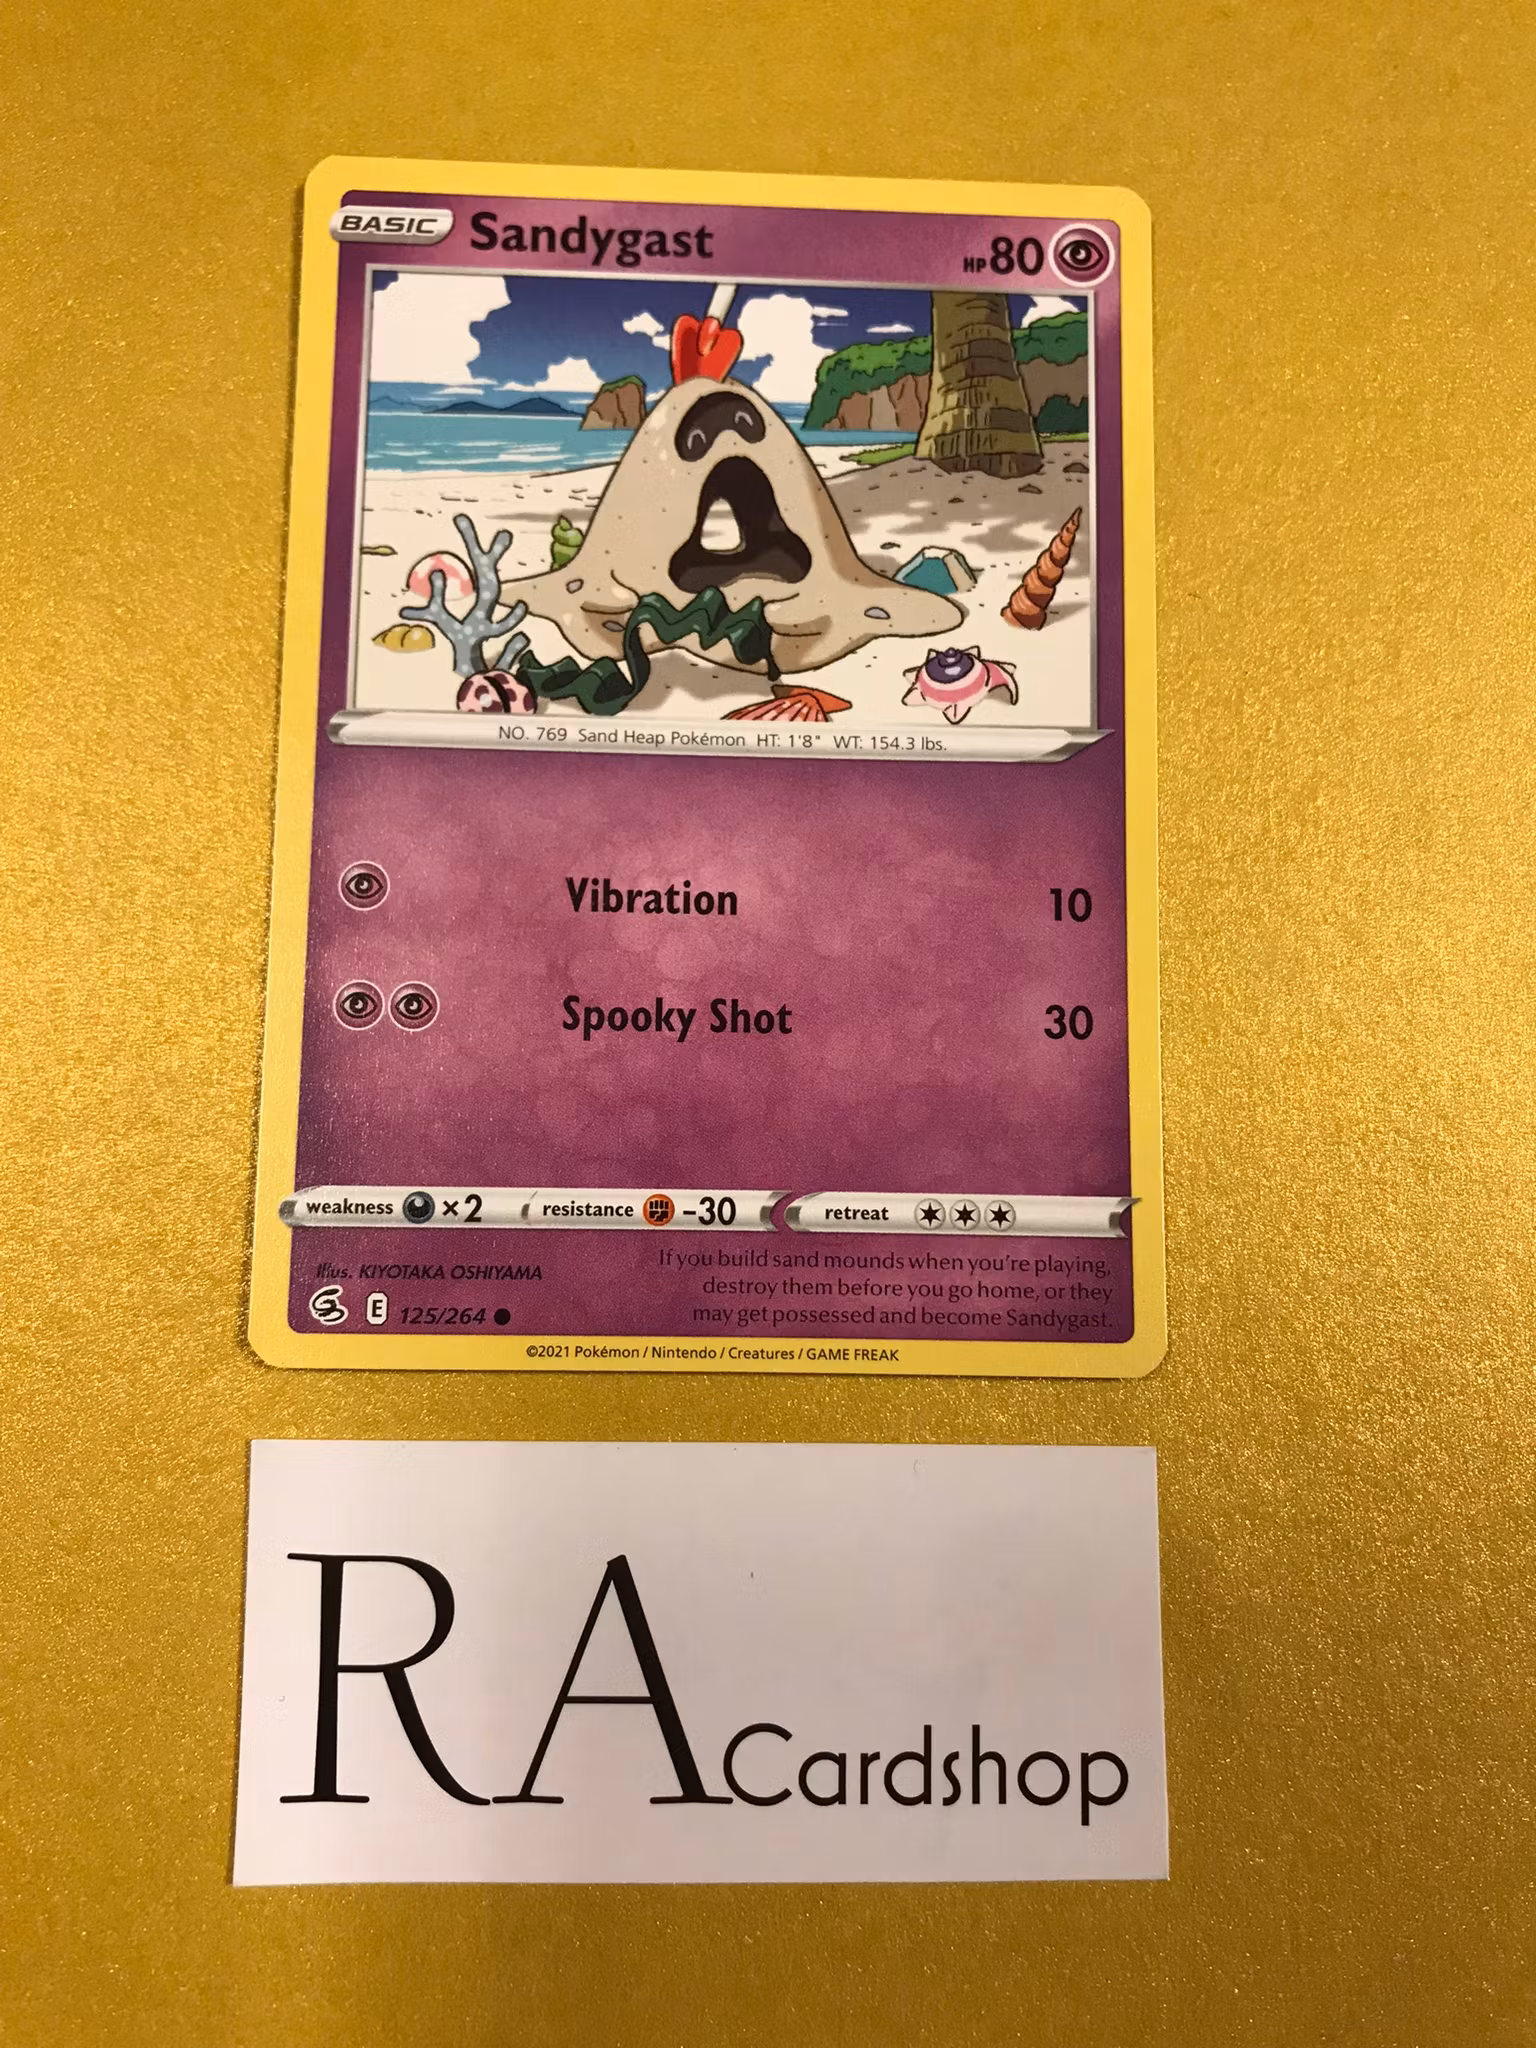 BASIC Sandygast HP 80
NO. 769 Sand Heap Pokémon HT: 1'8" WT: 154.3 lbs.
Vibration 10
Spooky Shot 30
weakness ×2 resistance -30 retreat
Illus. KIYOTAKA OSHIYAMA
If you build sand mounds when you're playing,
destroy them before you go home, or they
may get possessed and become Sandygast.
E 125/264
©2021 Pokémon / Nintendo / Creatures / GAME FREAK
RA Cardshop